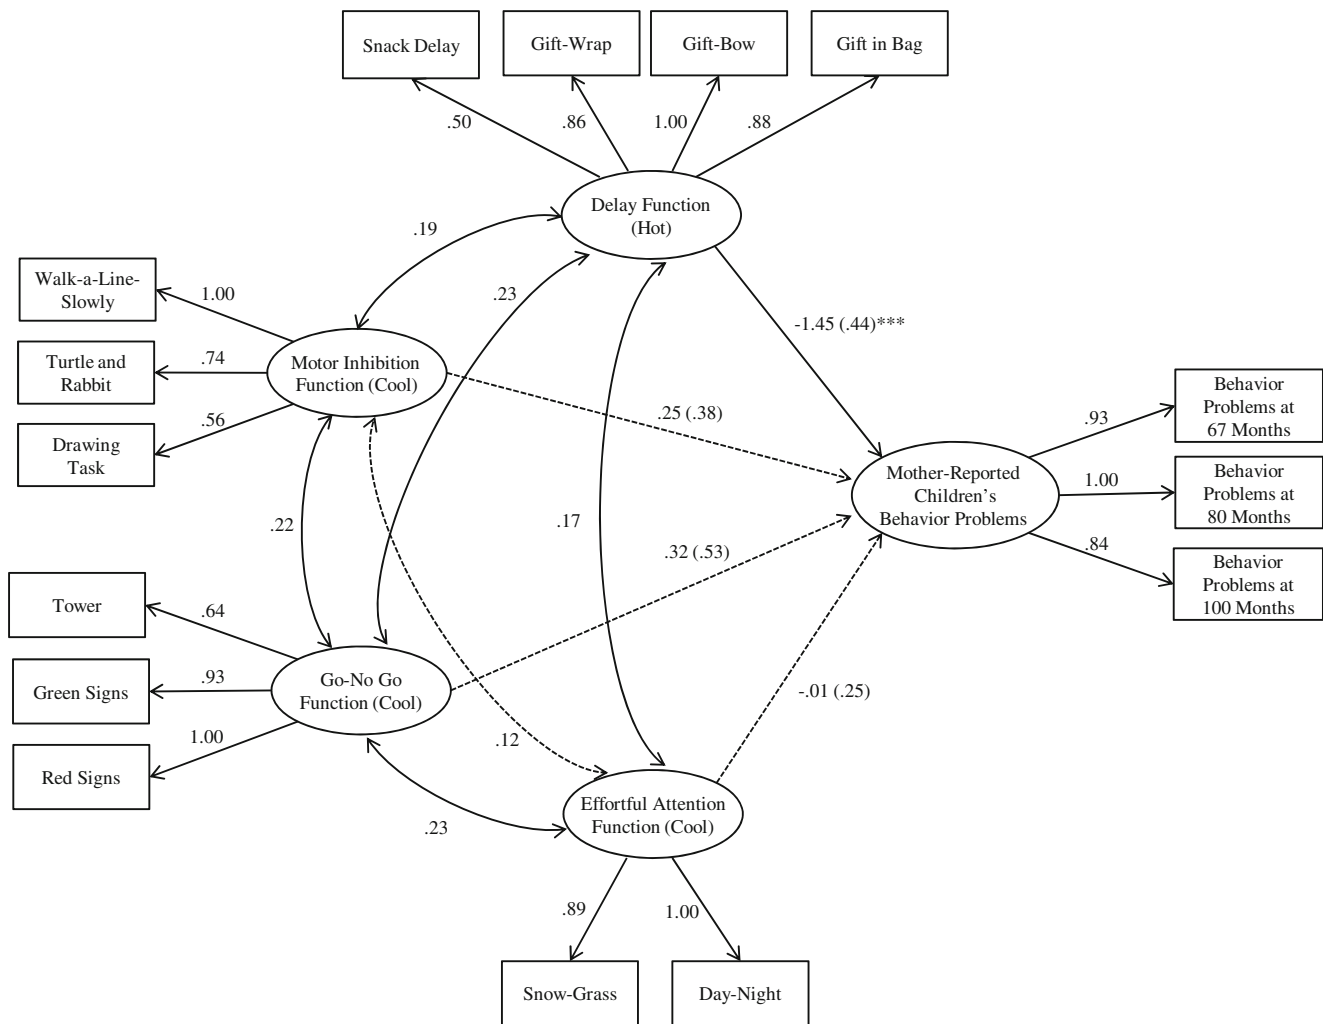 Snack Delay
Gift-Wrap
Gift-Bow
Gift in Bag
.50
.86
1.00
.88
Delay Function
(Hot)
.19
Walk-a-Line-
Slowly
1.00
.23
-1.45 (.44)***
Turtle and
Rabbit
.74
Motor Inhibition
Function (Cool)
.56
Drawing
Task
.25 (.38)
Behavior
Problems at
67 Months
.93
Mother-Reported
Children's
Behavior Problems
1.00
Behavior
Problems at
80 Months
.84
Behavior
Problems at
100 Months
.22
.17
.32 (.53)
Tower
.64
Green Signs
.93
Go-No Go
Function (Cool)
-.01 (.25)
1.00
Red Signs
.12
.23
Effortful Attention
Function (Cool)
.89
1.00
Snow-Grass
Day-Night